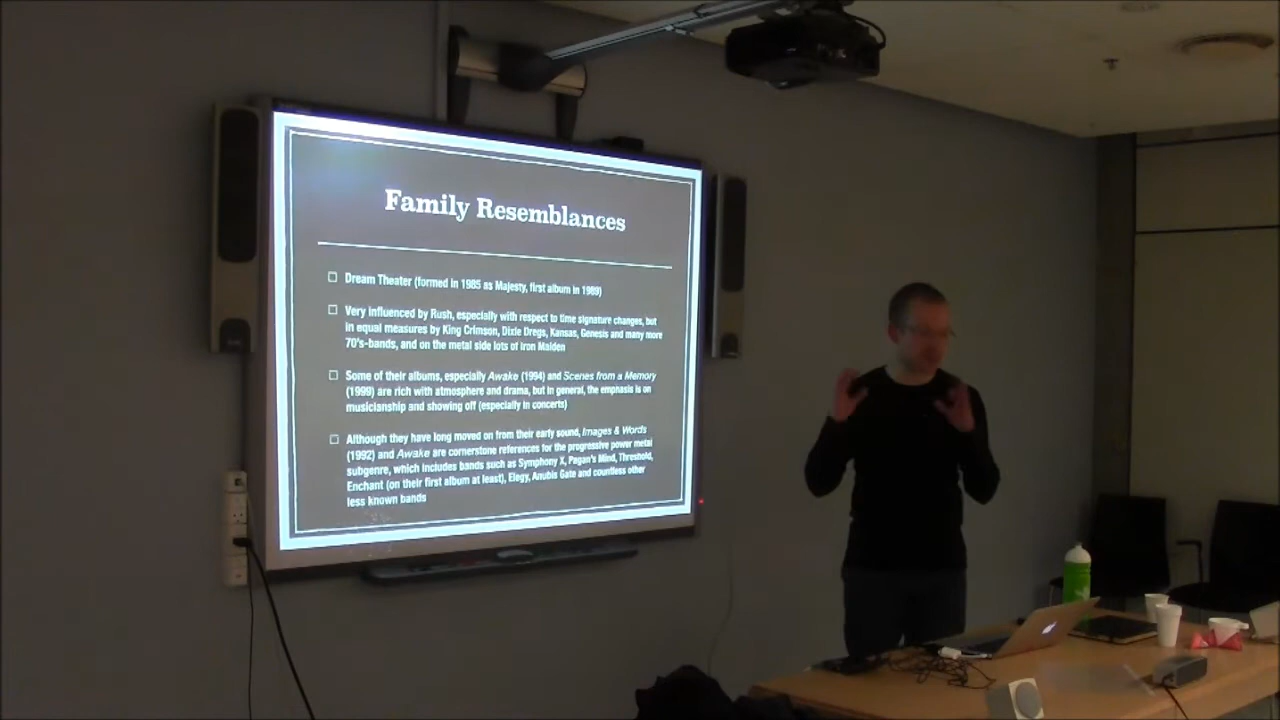 Family Resemblances
Dream Theater (formed in 1985 as Majesty, first album in 1989)
Very influenced by Rush, especially with respect to time signature changes, but
in equal measures by King Crimson, Dixie Dregs, Kansas, Genesis and many more
70's-bands, and on the metal side lots of Iron Maiden
Some of their albums, especially Awake (1994) and Scenes from a Memory
(1999) are rich with atmosphere and drama, but in general, the emphasis is on
musicianship and showing off (especially in concerts)
Although they have long moved on from their early sound, Images & Words
(1992) and Awake are cornerstone references for the progressive power metal
subgenre, which includes bands such as Symphony X, Pagan's Mind, Threshold,
Enchant (on their first album at least), Elegy, Anubis Gate and countless other
less known bands